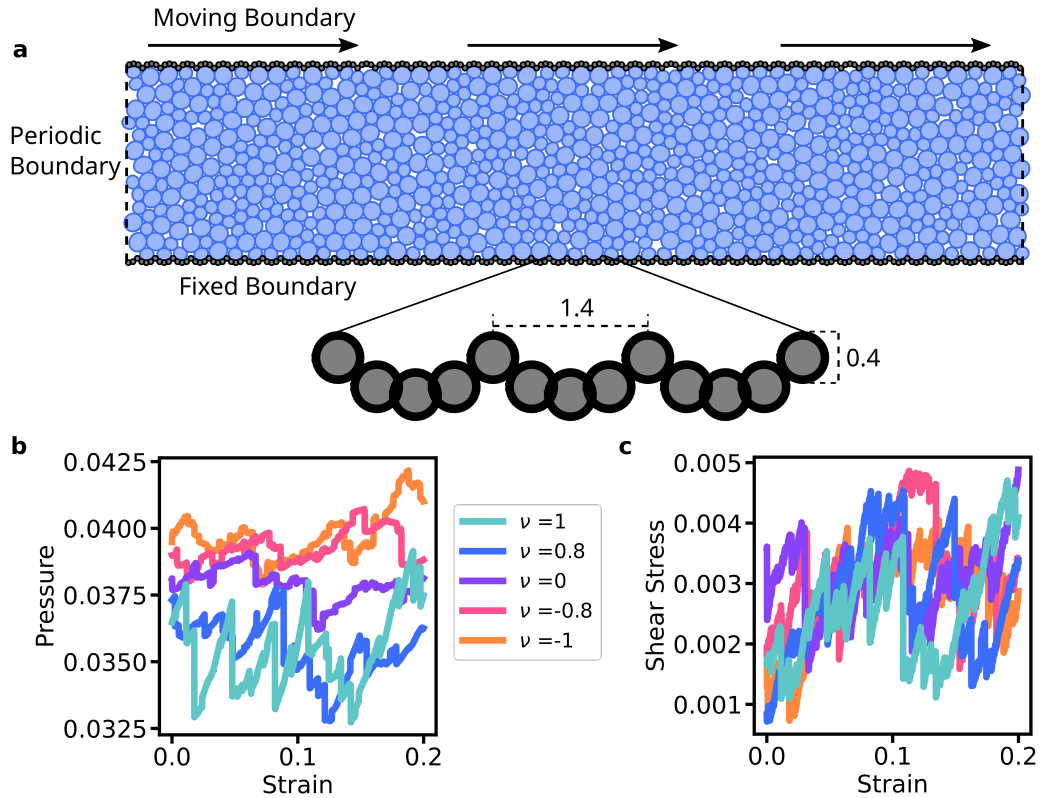 Moving Boundary
a
Periodic
Boundary
Fixed Boundary
1.4
0.4
b
0.0425
0.0400
0.0375
0.0350
0.0325
Pressure
0.0
0.1
0.2
Strain
ν =1
ν =0.8
ν =0
ν =-0.8
ν =-1
c
0.005
0.004
0.003
0.002
0.001
Shear Stress
0.0
0.1
0.2
Strain